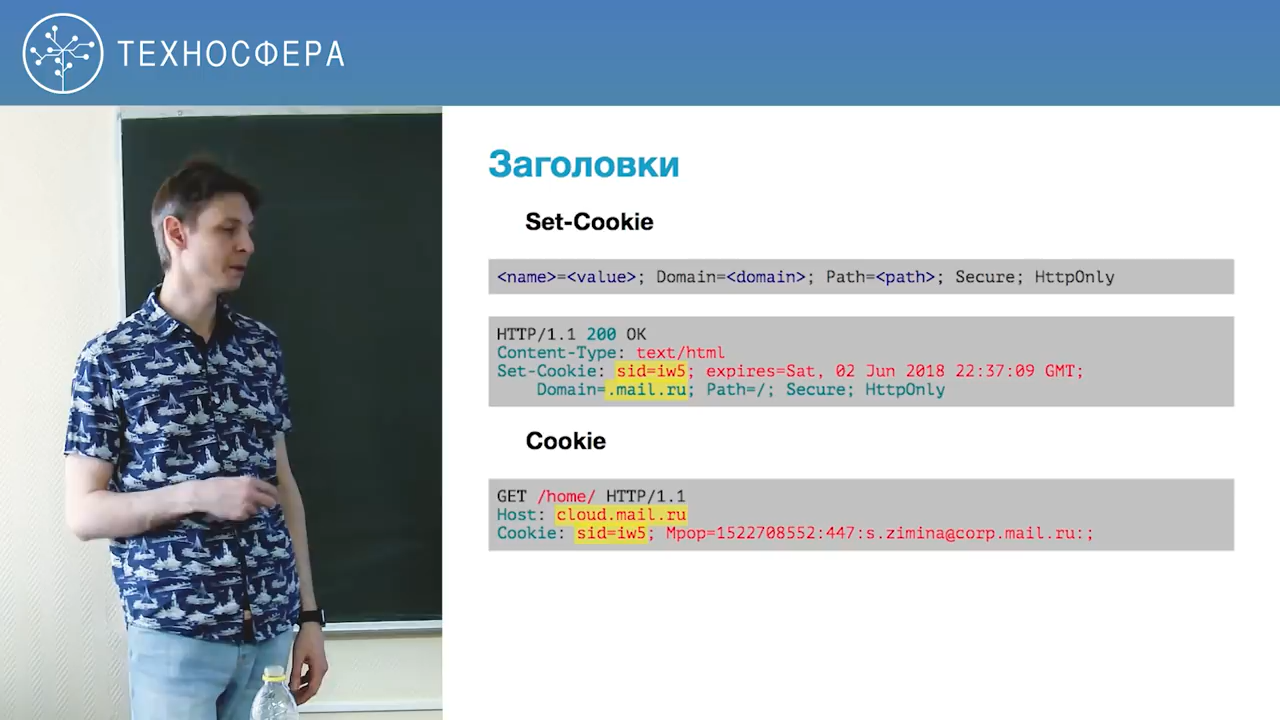 ТЕХНОСФЕРА
Заголовки
Set-Cookie
<name>=<value>; Domain=<domain>; Path=<path>; Secure; HttpOnly
HTTP/1.1 200 OK
Content-Type: text/html
Set-Cookie: sid=iw5; expires=Sat, 02 Jun 2018 22:37:09 GMT;
Domain=.mail.ru; Path=/; Secure; HttpOnly
Cookie
GET /home/ HTTP/1.1
Host: cloud.mail.ru
Cookie: sid=iw5; Mpop=1522708552:447:s.zimina@corp.mail.ru:;